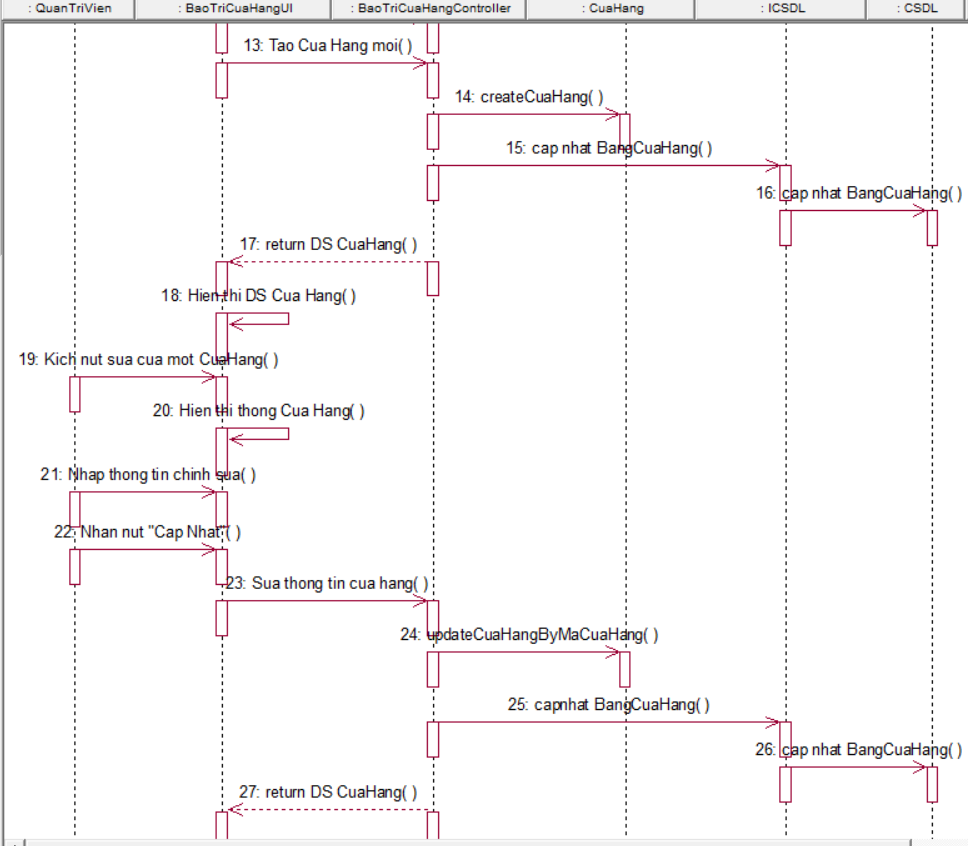 : QuanTriVien
: BaoTriCuaHangUI
: BaoTriCuaHangController
: CuaHang
: ICSDL
: CSDL
13: Tao Cua Hang moi( )
14: createCuaHang( )
15: cap nhat BangCuaHang( )
16: cap nhat BangCuaHang( )
17: return DS CuaHang( )
18: Hien thi DS Cua Hang( )
19: Kich nut sua cua mot CuaHang( )
20: Hien thi thong Cua Hang( )
21: Nhap thong tin chinh sua( )
22: Nhan nut "Cap Nhat"( )
23: Sua thong tin cua hang( )
24: updateCuaHangByMaCuaHang( )
25: capnhat BangCuaHang( )
26: cap nhat BangCuaHang( )
27: return DS CuaHang( )